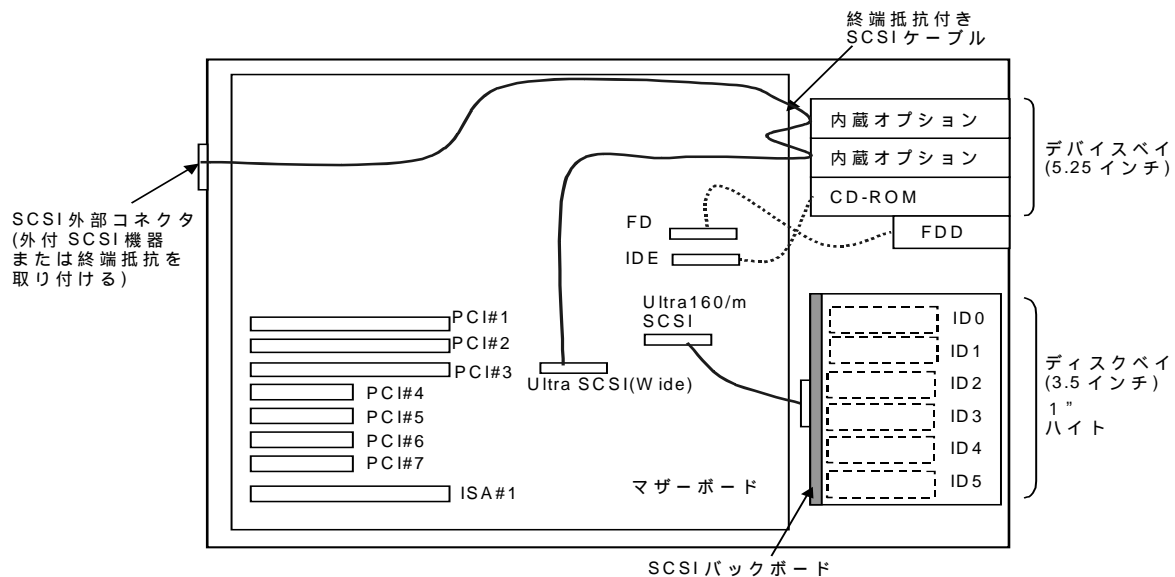 終端抵抗付き
SCSIケーブル
内蔵オプション
内蔵オプション
CD-ROM
FDD
デバイスベイ
(5.25インチ)
SCSI外部コネクタ
(外付SCSI機器
または終端抵抗を
取り付ける)
FD
IDE
Ultra160/m
SCSI
Ultra SCSI(Wide)
PCI#1
PCI#2
PCI#3
PCI#4
PCI#5
PCI#6
PCI#7
ISA#1
マザーボード
ID0
ID1
ID2
ID3
ID4
ID5
ディスクベイ
(3.5インチ)
1”
ハイト
SCSIバックボード